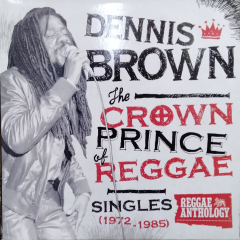 DENNIS
BROWN
The
CROWN
PRINCE
of REGGAE
SINGLES
(1972-1985)
REGGAE
ANTHOLOGY